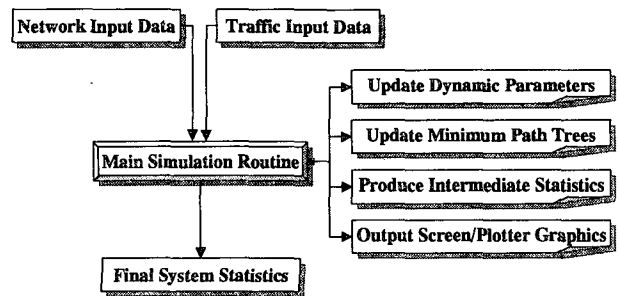 Network Input Data
Traffic Input Data
Update Dynamic Parameters
Update Minimum Path Trees
Main Simulation Routine
Produce Intermediate Statistics
Output Screen/Plotter Graphics
Final System Statistics